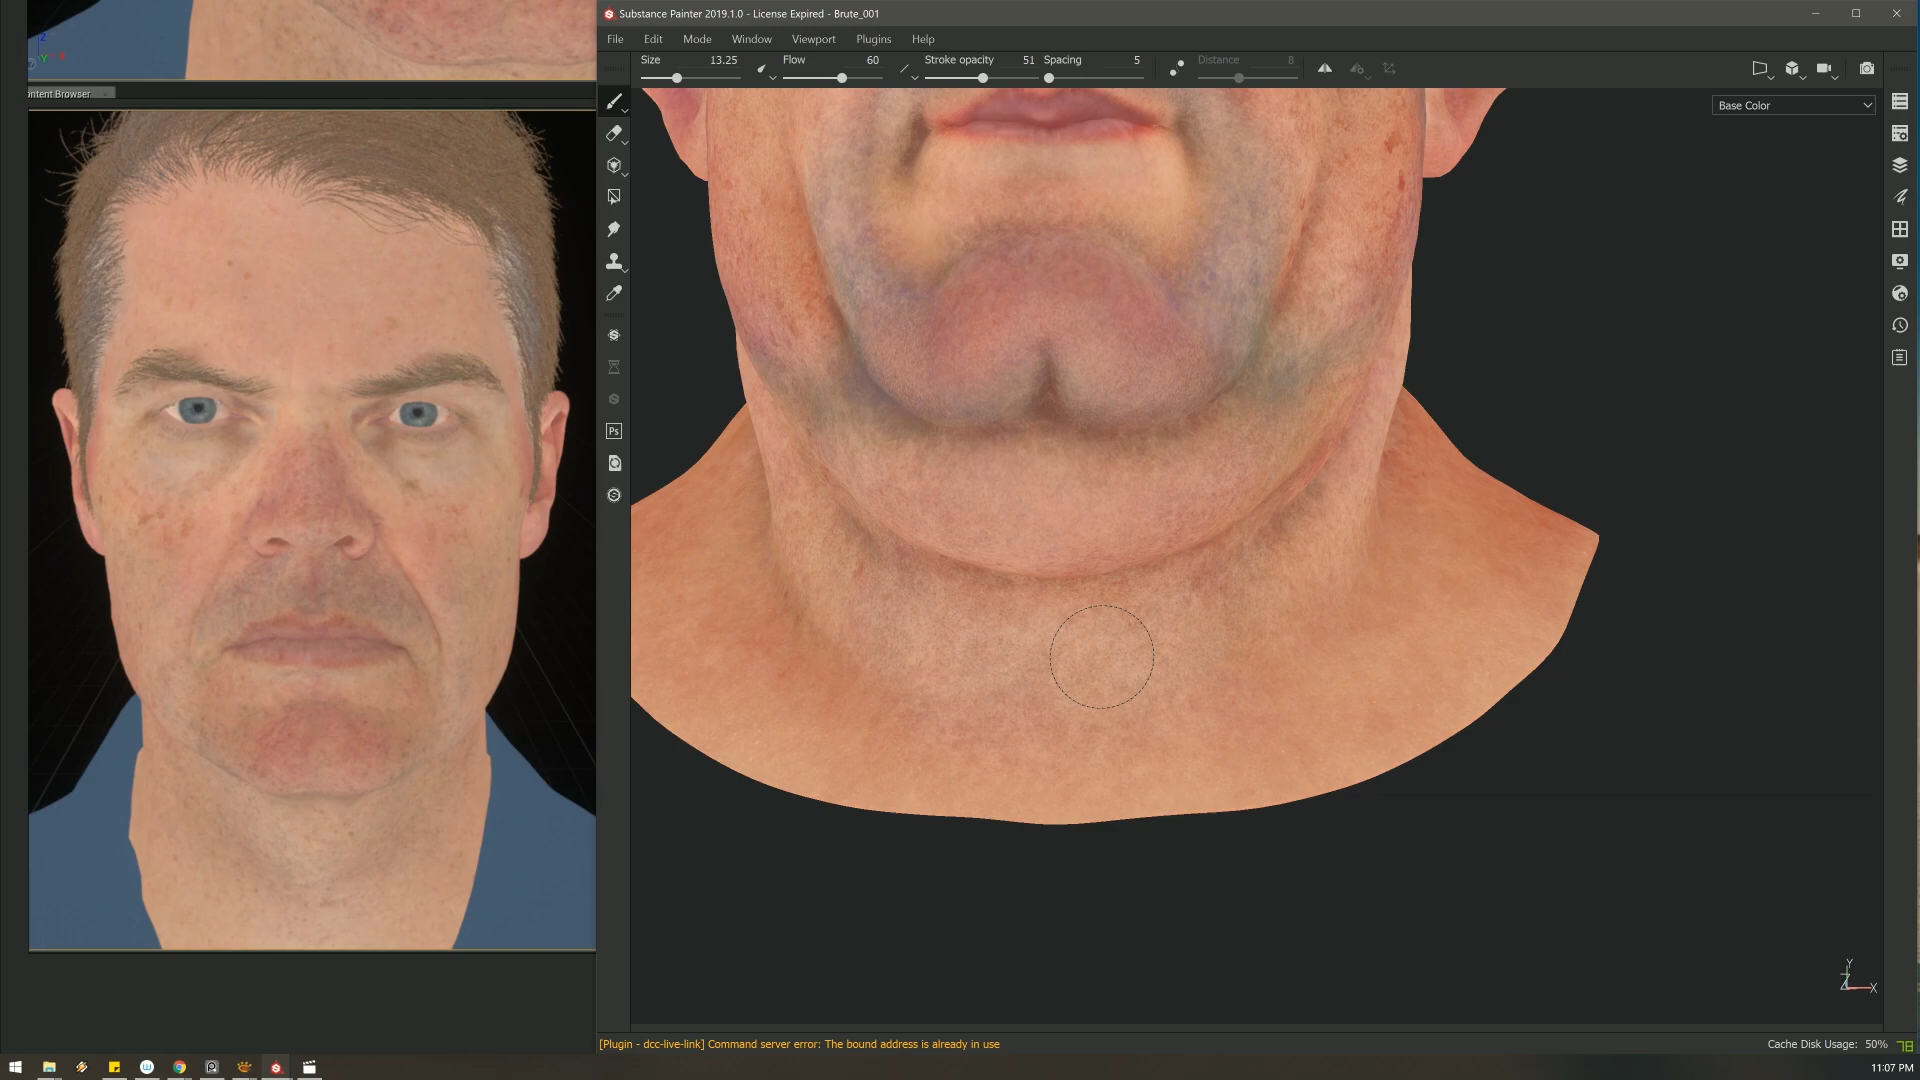 Substance Painter 2019.1.0 - License Expired - Brute_001
File Edit Mode Window Viewport Plugins Help
Size 13.25 Flow 60 Stroke opacity 51 Spacing 5 Distance 8
Z
Y
ntent Browser
Base Color
Ps
Y
Z
X
[Plugin - dcc-live-link] Command server error: The bound address is already in use
Cache Disk Usage: 50%
78
11:07 PM